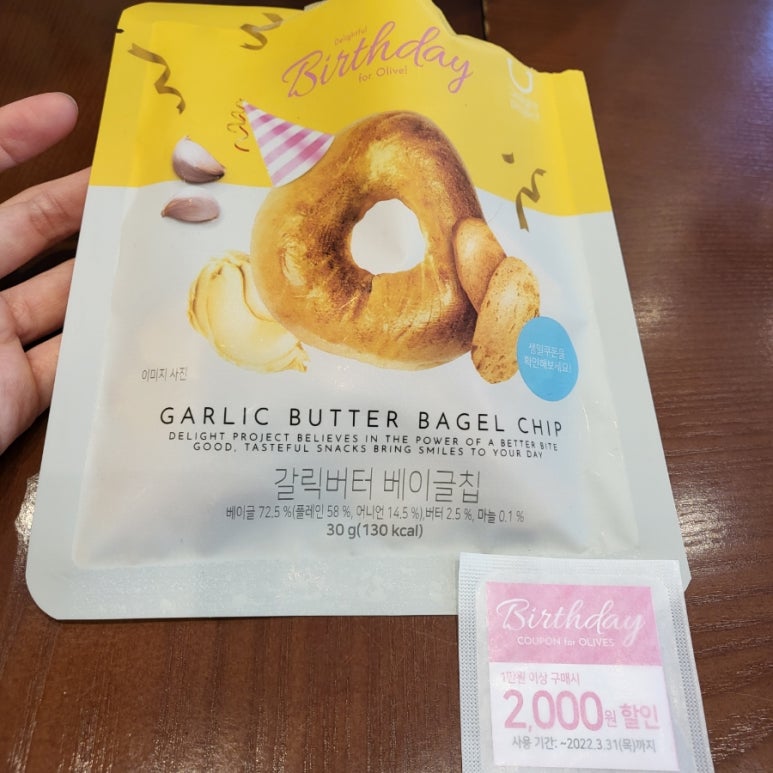 Delightful
Birthday
for Olive!
생일쿠폰을
확인해보세요!
이미지 사진
GARLIC BUTTER BAGEL CHIP
DELIGHT PROJECT BELIEVES IN THE POWER OF A BETTER BITE
GOOD, TASTEFUL SNACKS BRING SMILES TO YOUR DAY
갈릭버터 베이글칩
베이글 72.5 %(플레인 58 %, 어니언 14.5 %),버터 2.5 %, 마늘 0.1 %
30 g(130 kcal)
Birthday
COUPON for OLIVES
1만원 이상 구매시
2,000원 할인
사용 기간: ~2022.3.31(목)까지